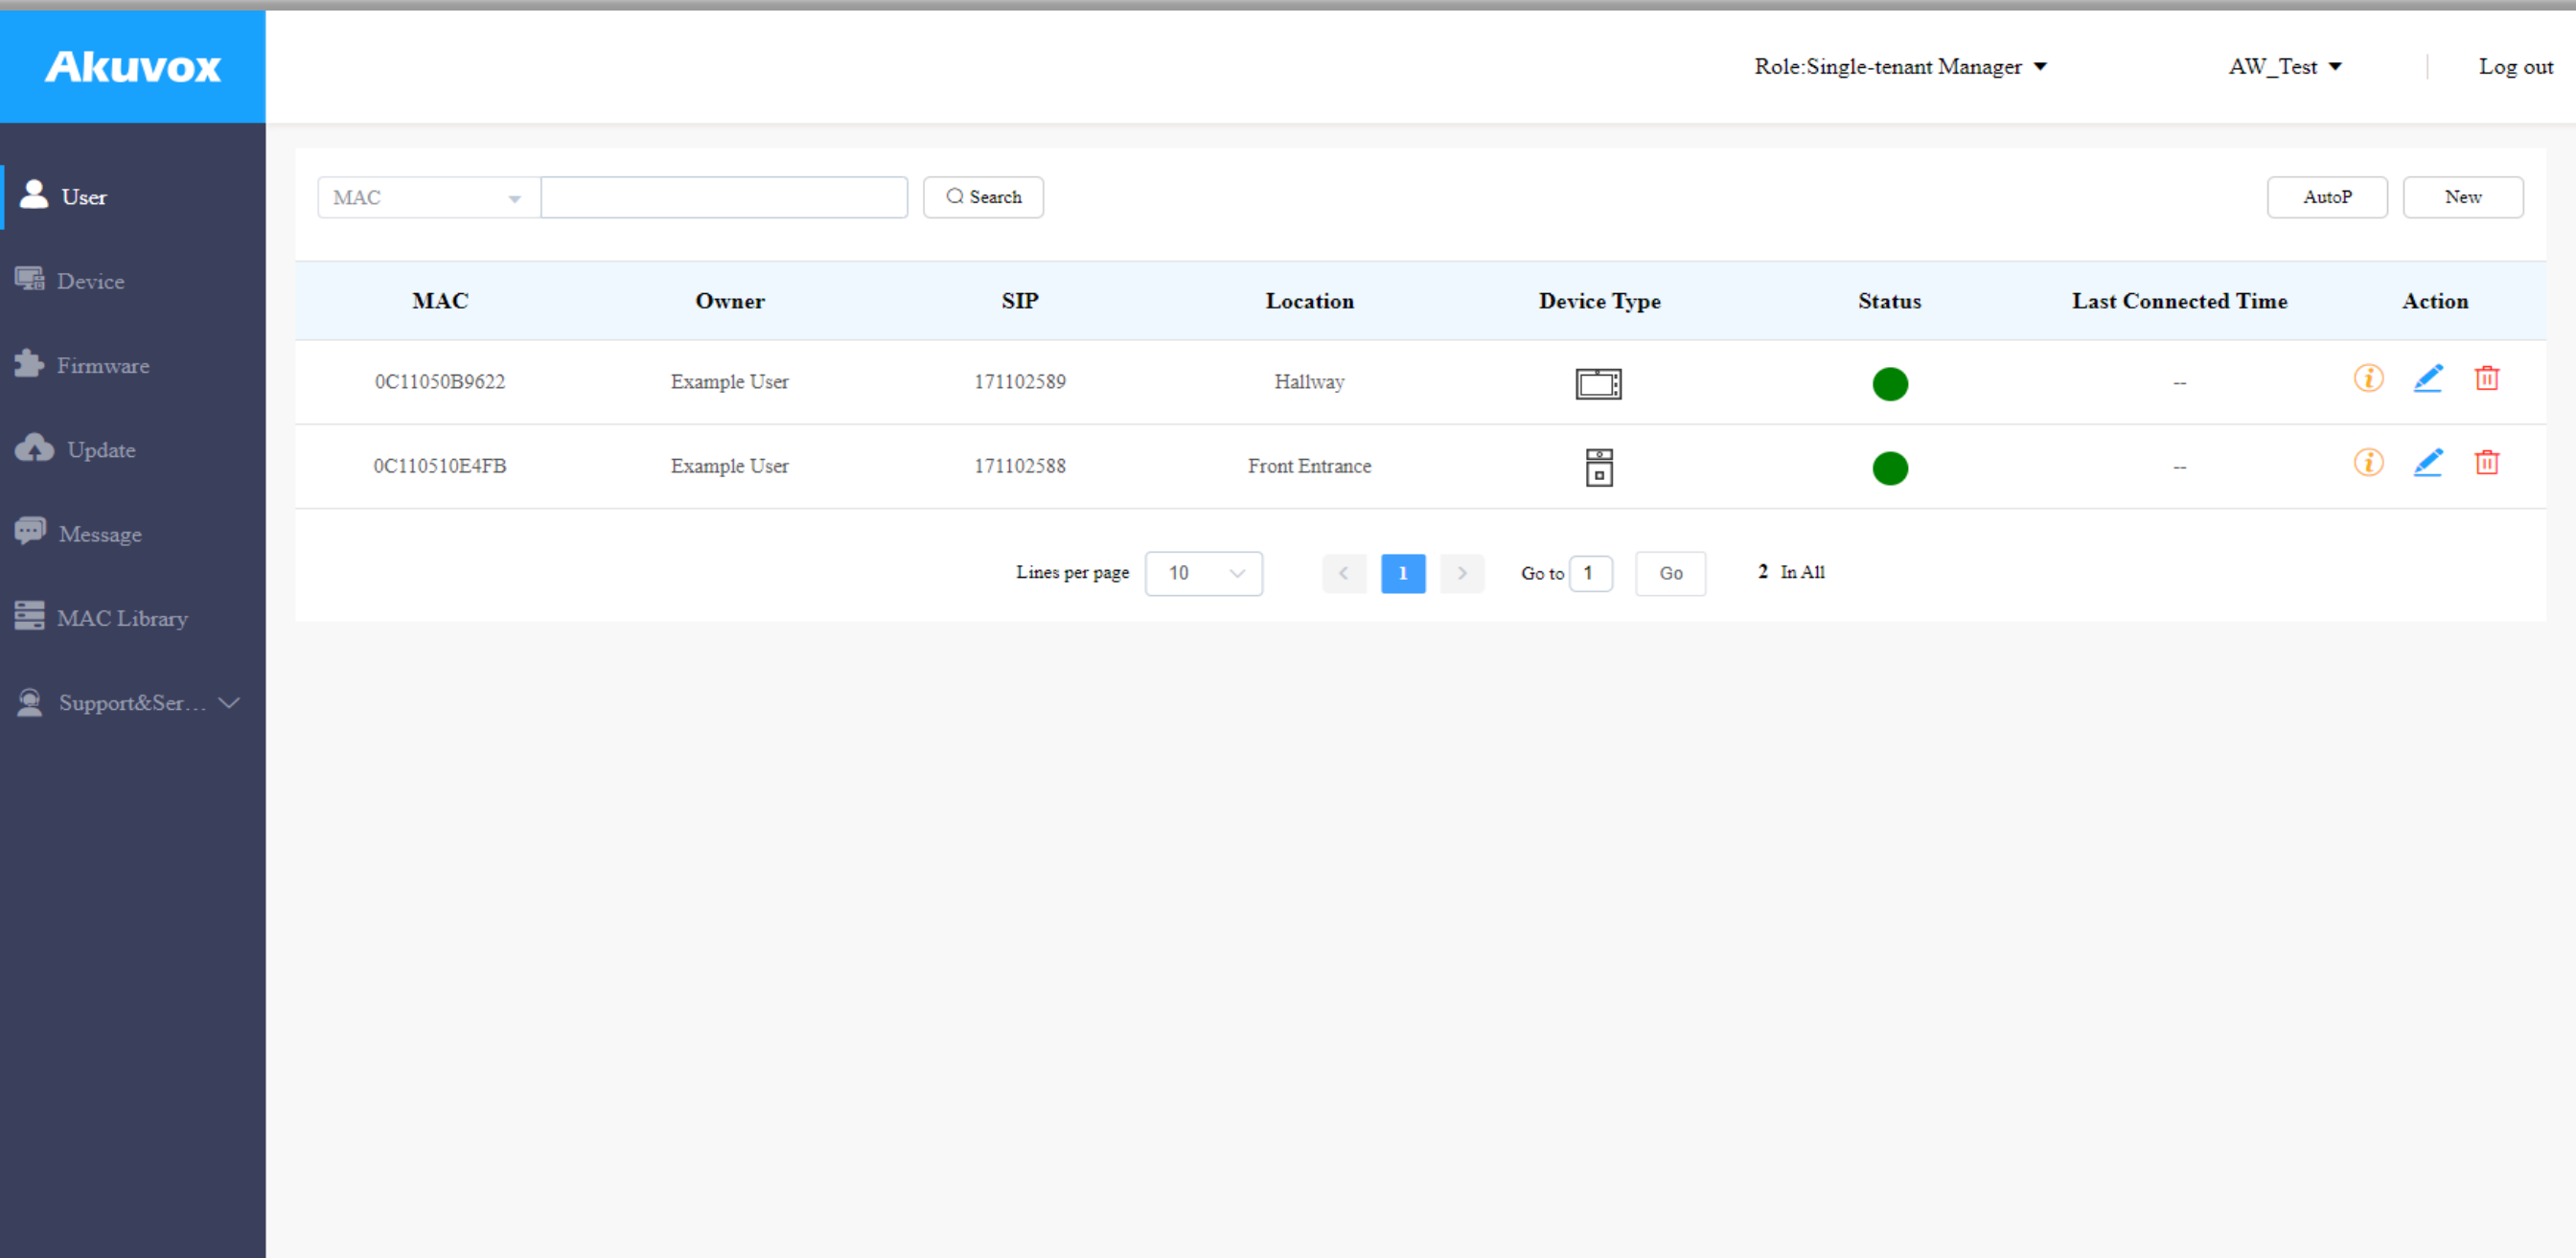 Akuvox
Role:Single-tenant Manager
AW_Test
Log out
User
Device
Firmware
Update
Message
MAC Library
Support&Ser...
MAC
Search
AutoP
New
MAC Owner SIP Location Device Type Status Last Connected Time Action
0C11050B9622 Example User 171102589 Hallway --
0C110510E4FB Example User 171102588 Front Entrance --
Lines per page 10 < 1 > Go to 1 Go 2 In All